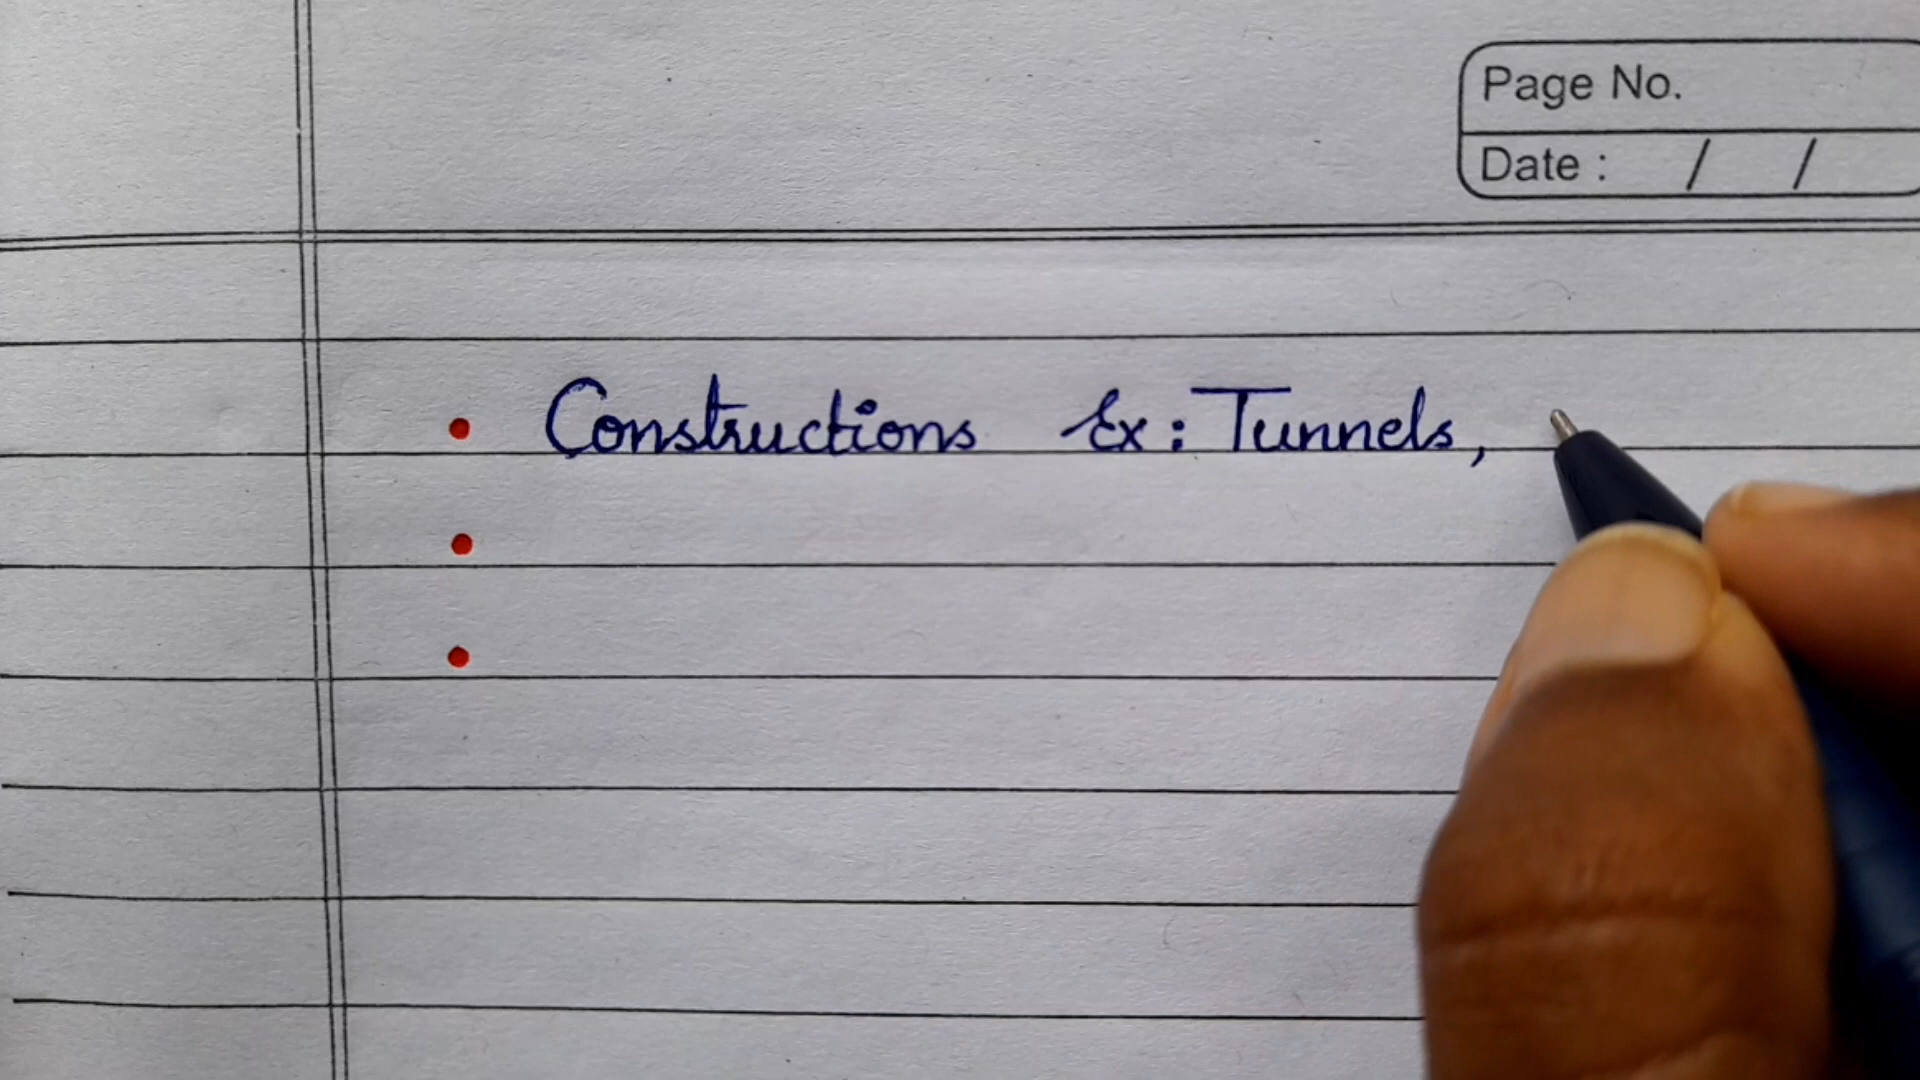 Page No.
Date : / /
• Constructions Ex: Tunnels,
•
•